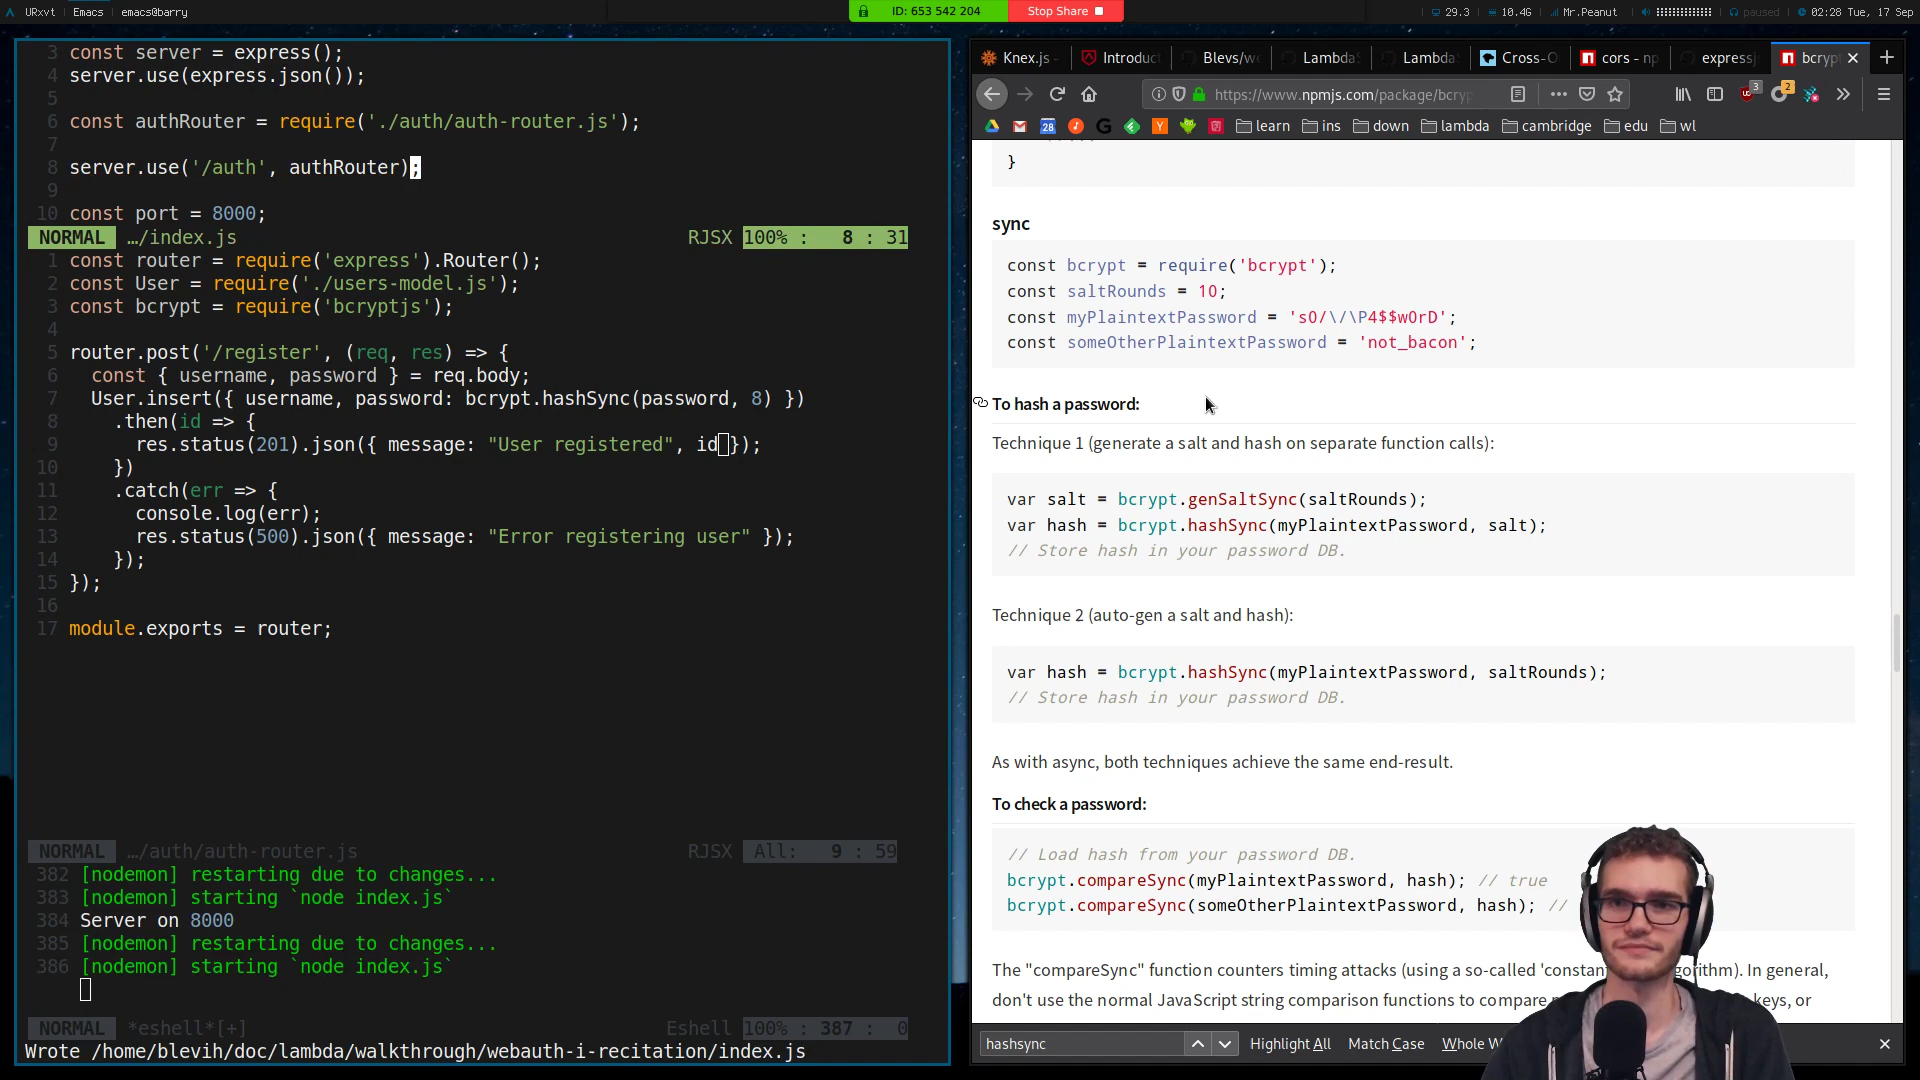 URxvt Emacs emacs@barry
ID: 653 542 204 Stop Share
29.3 10.4G Mr.Peanut paused 02:28 Tue, 17 Sep
3 const server = express();
4 server.use(express.json());
5
6 const authRouter = require('./auth/auth-router.js');
7
8 server.use('/auth', authRouter);
9
10 const port = 8000;
NORMAL …/index.js RJSX 100% : 8 : 31
1 const router = require('express').Router();
2 const User = require('./users-model.js');
3 const bcrypt = require('bcryptjs');
4
5 router.post('/register', (req, res) => {
6 const { username, password } = req.body;
7 User.insert({ username, password: bcrypt.hashSync(password, 8) })
8 .then(id => {
9 res.status(201).json({ message: "User registered", id });
10 })
11 .catch(err => {
12 console.log(err);
13 res.status(500).json({ message: "Error registering user" });
14 });
15 });
16
17 module.exports = router;
NORMAL …/auth/auth-router.js RJSX All: 9 : 59
382 [nodemon] restarting due to changes...
383 [nodemon] starting `node index.js`
384 Server on 8000
385 [nodemon] restarting due to changes...
386 [nodemon] starting `node index.js`
NORMAL *eshell*[+] Eshell 100% : 387 : 0
Wrote /home/blevih/doc/lambda/walkthrough/webauth-i-recitation/index.js
Knex.js - Introduc Blevs/we Lambda Lambda Cross-O cors - np express bcrypt
https://www.npmjs.com/package/bcryp 3 2
28 learn ins down lambda cambridge edu wl
}
sync
const bcrypt = require('bcrypt');
const saltRounds = 10;
const myPlaintextPassword = 's0/\/\P4$$w0rD';
const someOtherPlaintextPassword = 'not_bacon';
To hash a password:
Technique 1 (generate a salt and hash on separate function calls):
var salt = bcrypt.genSaltSync(saltRounds);
var hash = bcrypt.hashSync(myPlaintextPassword, salt);
// Store hash in your password DB.
Technique 2 (auto-gen a salt and hash):
var hash = bcrypt.hashSync(myPlaintextPassword, saltRounds);
// Store hash in your password DB.
As with async, both techniques achieve the same end-result.
To check a password:
// Load hash from your password DB.
bcrypt.compareSync(myPlaintextPassword, hash); // true
bcrypt.compareSync(someOtherPlaintextPassword, hash); //
The "compareSync" function counters timing attacks (using a so-called 'constan gorithm). In general,
don't use the normal JavaScript string comparison functions to compare keys, or
hashsync Highlight All Match Case Whole W